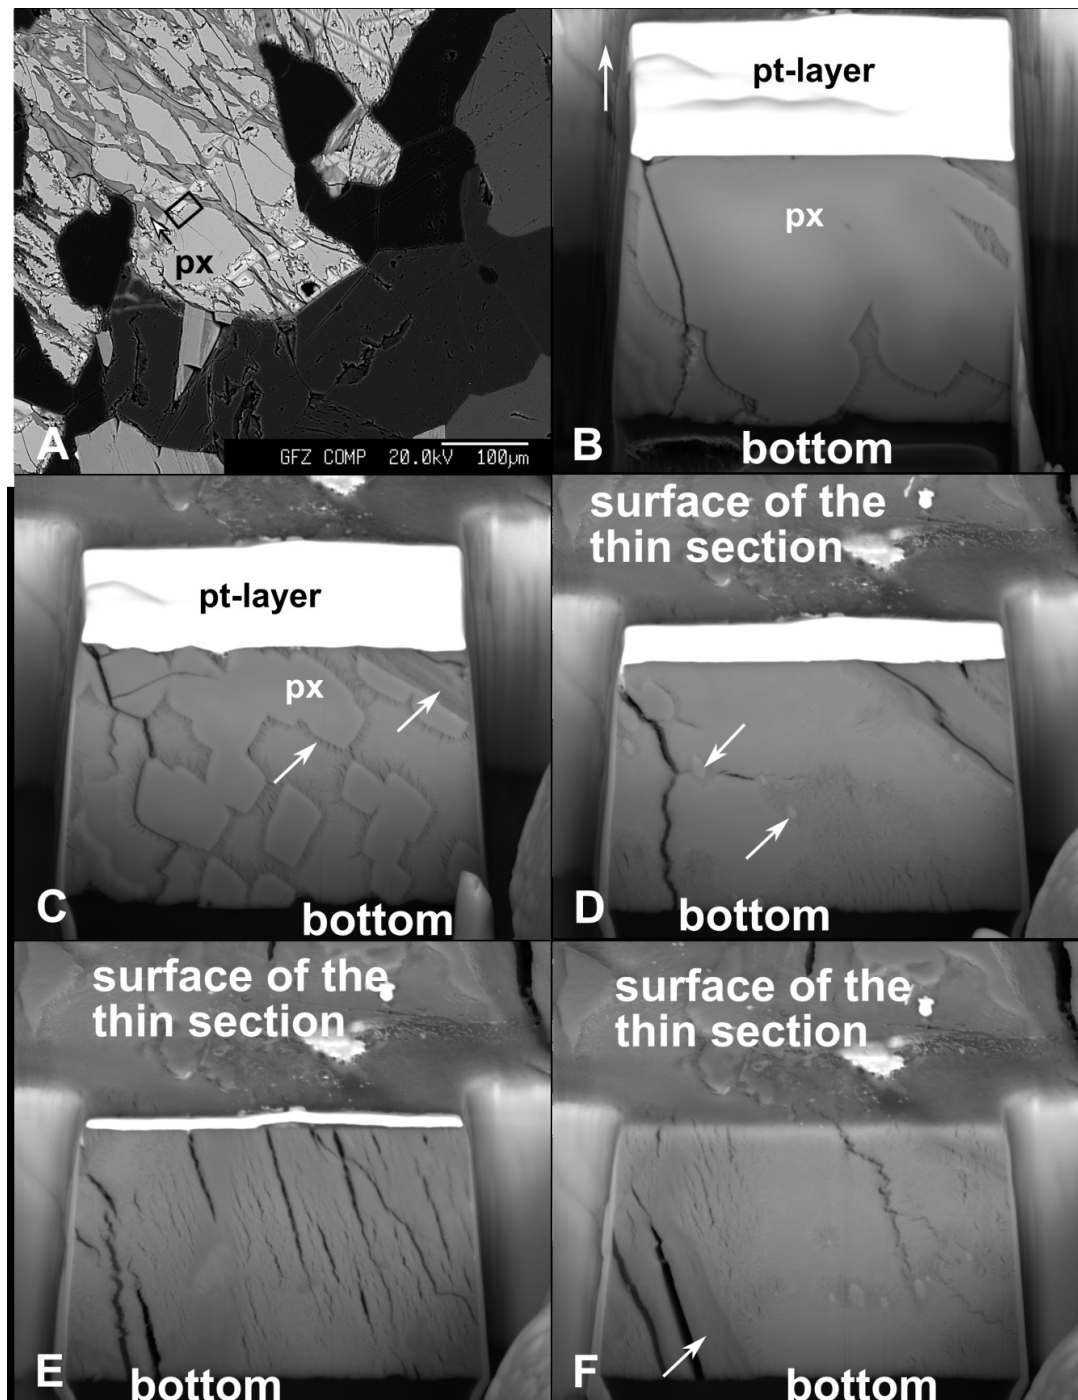 px
A
GFZ COMP 20.0kV 100µm
pt-layer
px
B
bottom
pt-layer
px
C
bottom
surface of the
thin section
D
bottom
surface of the
thin section
E
bottom
surface of the
thin section
F
bottom